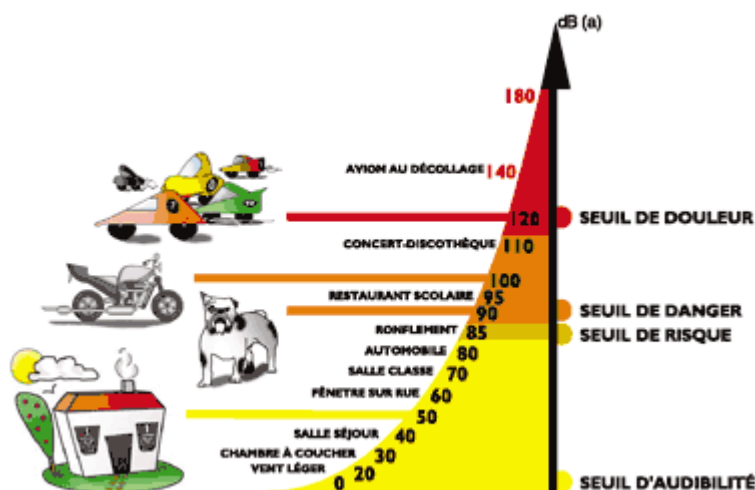 dB (a)
180
AVION AU DÉCOLLAGE 140
120 SEUIL DE DOULEUR
CONCERT-DISCOTHÈQUE 110
100
RESTAURANT SCOLAIRE 95
90 SEUIL DE DANGER
RONFLEMENT 85 SEUIL DE RISQUE
AUTOMOBILE 80
SALLE CLASSE 70
FENETRE SUR RUE 60
50
SALLE SÉJOUR 40
CHAMBRE À COUCHER 30
VENT LÉGER 20
0 SEUIL D'AUDIBILITÉ